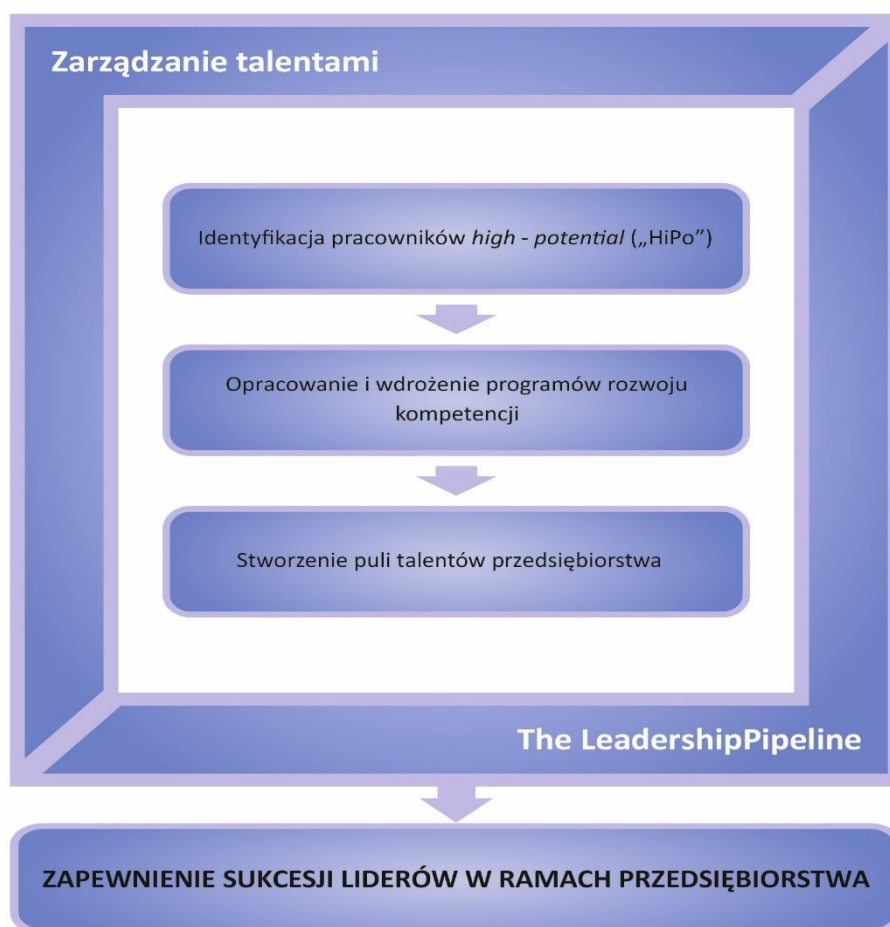 Zarządzanie talentami
Identyfikacja pracowników high - potential („HiPo”)
Opracowanie i wdrożenie programów rozwoju
kompetencji
Stworzenie puli talentów przedsiębiorstwa
The LeadershipPipeline
ZAPEWNIENIE SUKCESJI LIDERÓW W RAMACH PRZEDSIĘBIORSTWA